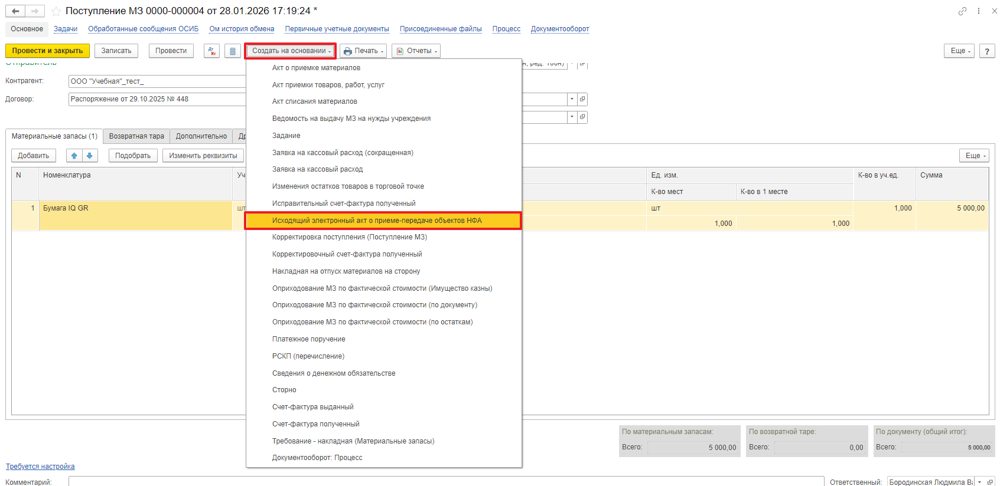 Поступление МЗ 0000-000004 от 28.01.2026 17:19:24 *
Основное Задачи Обработанные сообщения ОСИБ Ом история обмена Первичные учетные документы Присоединенные файлы Процесс Документооборот
Провести и закрыть Записать Провести Дт Кт Создать на основании Печать Отчеты Еще ?
Отправитель
Контрагент: ООО "Учебная"_тест_
Договор: Распоряжение от 29.10.2025 № 448
Материальные запасы (1) Возвратная тара Дополнительно
Добавить Подобрать Изменить реквизиты Еще
N Номенклатура Уч Ед. изм. К-во в уч.ед. Сумма
К-во мест К-во в 1 месте
1 Бумага IQ GR шт шт 1,000 5 000,00
1,000 1,000
Акт о приемке материалов
Акт приемки товаров, работ, услуг
Акт списания материалов
Ведомость на выдачу МЗ на нужды учреждения
Задание
Заявка на кассовый расход (сокращенная)
Заявка на кассовый расход
Изменения остатков товаров в торговой точке
Исправительный счет-фактура полученный
Исходящий электронный акт о приеме-передаче объектов НФА
Корректировка поступления (Поступление МЗ)
Корректировочный счет-фактура полученный
Накладная на отпуск материалов на сторону
Оприходование МЗ по фактической стоимости (Имущество казны)
Оприходование МЗ по фактической стоимости (по документу)
Оприходование МЗ по фактической стоимости (по остаткам)
Платежное поручение
РСКП (перечисление)
Сведения о денежном обязательстве
Сторно
Счет-фактура выданный
Счет-фактура полученный
Требование - накладная (Материальные запасы)
Документооборот: Процесс
По материальным запасам: По возвратной таре: По документу (общий итог):
Всего: 5 000,00 Всего: 0,00 Всего: 5 000,00
Требуется настройка
Комментарий: Ответственный: Бородинская Людмила